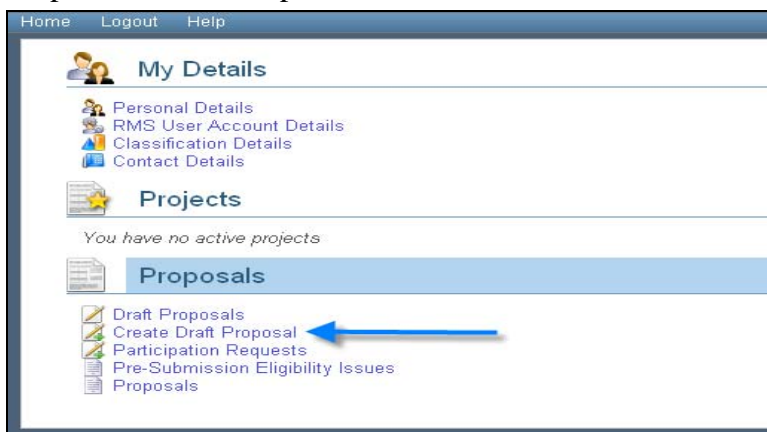 Home Logout Help
My Details
Personal Details
RMS User Account Details
Classification Details
Contact Details
Projects
You have no active projects
Proposals
Draft Proposals
Create Draft Proposal
Participation Requests
Pre-Submission Eligibility Issues
Proposals